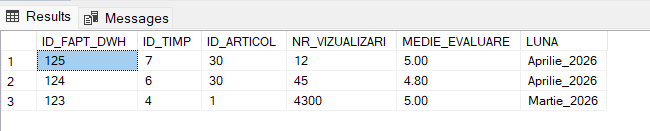 Results Messages
ID_FAPT_DWH ID_TIMP ID_ARTICOL NR_VIZUALIZARI MEDIE_EVALUARE LUNA
1 125 7 30 12 5.00 Aprilie_2026
2 124 6 30 45 4.80 Aprilie_2026
3 123 4 1 4300 5.00 Martie_2026